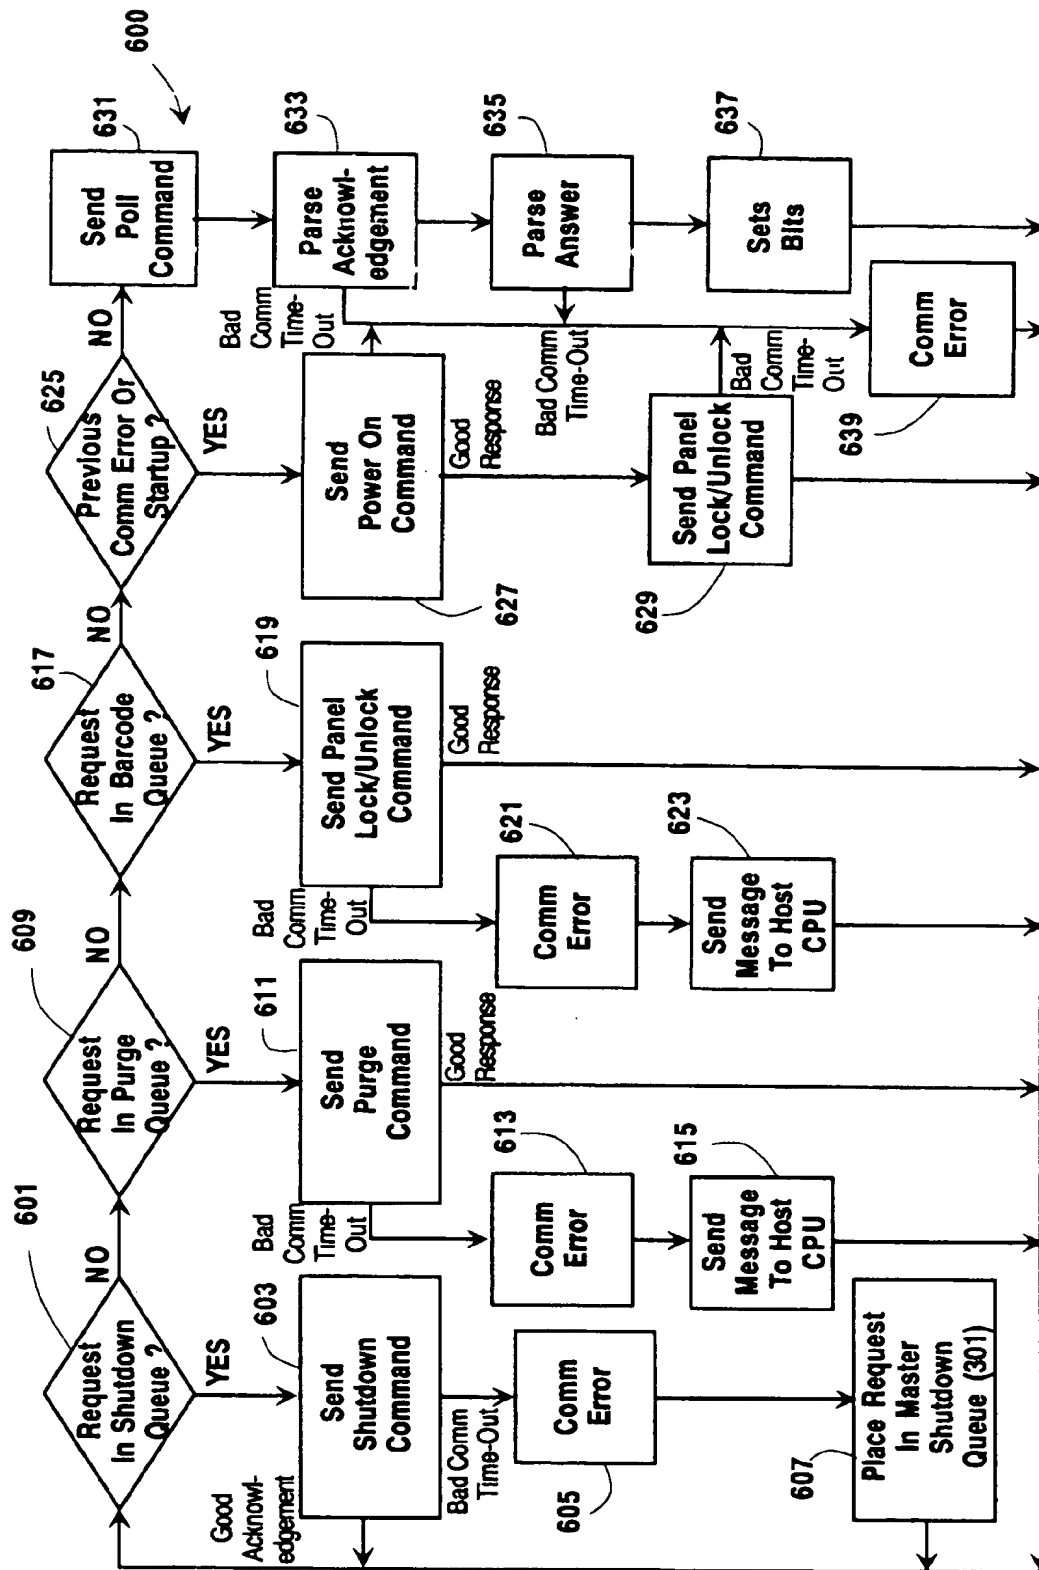 600
601
Request
In Shutdown
Queue ?
NO
YES
603
Send
Shutdown
Command
Good
Acknowl-
edgement
Bad Comm
Time-Out
605
Comm
Error
607
Place Request
In Master
Shutdown
Queue (301)
609
Request
In Purge
Queue ?
NO
YES
611
Send
Purge
Command
Bad
Comm
Time-
Out
Good
Response
613
Comm
Error
615
Send
Message
To Host
CPU
617
Request
In Barcode
Queue ?
NO
YES
619
Send Panel
Lock/Unlock
Command
Bad
Comm
Time-
Out
Good
Response
621
Comm
Error
623
Send
Message
To Host
CPU
625
Previous
Comm Error Or
Startup ?
NO
YES
627
Send
Power On
Command
Good
Response
629
Send Panel
Lock/Unlock
Command
Bad
Comm
Time-
Out
631
Send
Poll
Command
633
Parse
Acknowl-
edgement
Bad
Comm
Time-
Out
635
Parse
Answer
Bad Comm
Time-Out
637
Sets
Bits
639
Comm
Error